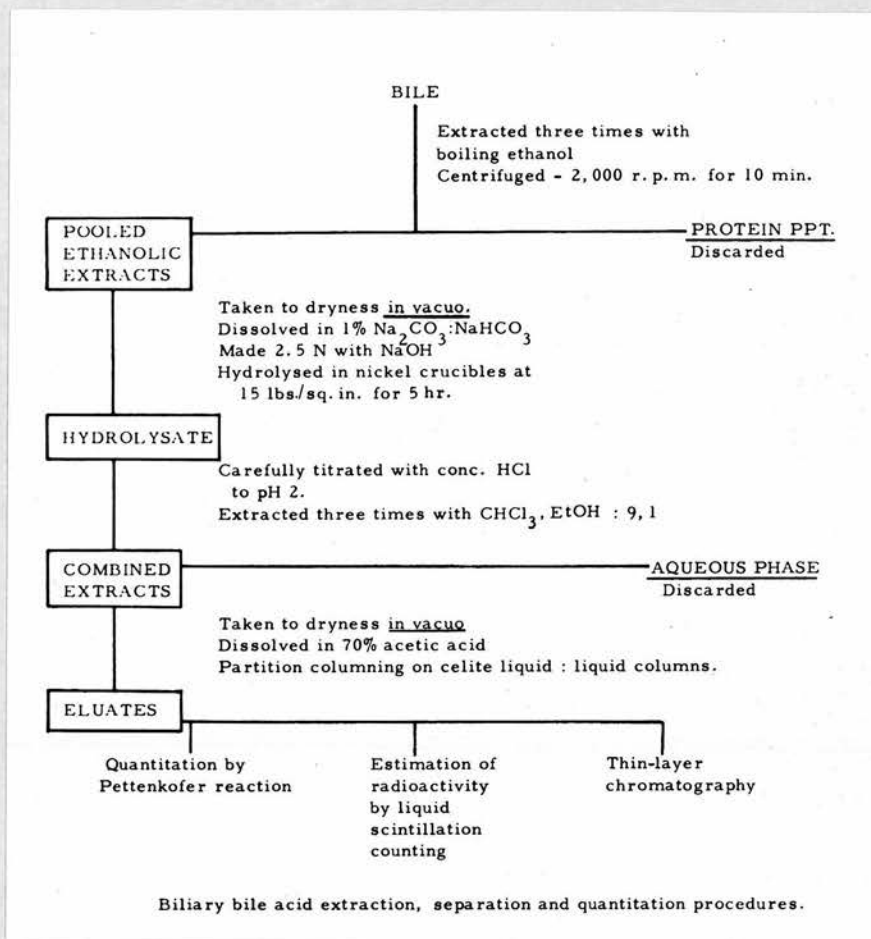 BILE
Extracted three times with
boiling ethanol
Centrifuged - 2,000 r. p. m. for 10 min.
POOLED
ETHANOLIC
EXTRACTS
PROTEIN PPT.
Discarded
Taken to dryness in vacuo.
Dissolved in 1% Na2CO3:NaHCO3
Made 2.5 N with NaOH
Hydrolysed in nickel crucibles at
15 lbs./sq. in. for 5 hr.
HYDROLYSATE
Carefully titrated with conc. HCl
to pH 2.
Extracted three times with CHCl3, EtOH : 9, 1
COMBINED
EXTRACTS
AQUEOUS PHASE
Discarded
Taken to dryness in vacuo
Dissolved in 70% acetic acid
Partition columning on celite liquid : liquid columns.
ELUATES
Quantitation by
Pettenkofer reaction
Estimation of
radioactivity
by liquid
scintillation
counting
Thin-layer
chromatography
Biliary bile acid extraction, separation and quantitation procedures.